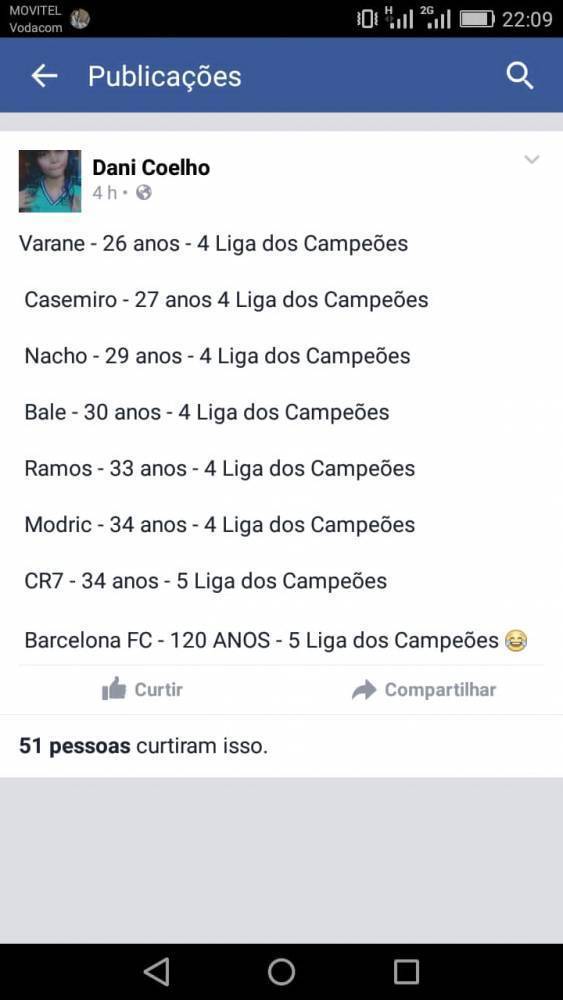 MOVITEL
Vodacom
H
2G
22:09
Publicações
Dani Coelho
4 h
Varane - 26 anos - 4 Liga dos Campeões
Casemiro - 27 anos 4 Liga dos Campeões
Nacho - 29 anos - 4 Liga dos Campeões
Bale - 30 anos - 4 Liga dos Campeões
Ramos - 33 anos - 4 Liga dos Campeões
Modric - 34 anos - 4 Liga dos Campeões
CR7 - 34 anos - 5 Liga dos Campeões
Barcelona FC - 120 ANOS - 5 Liga dos Campeões 😂
Curtir
Compartilhar
51 pessoas curtiram isso.